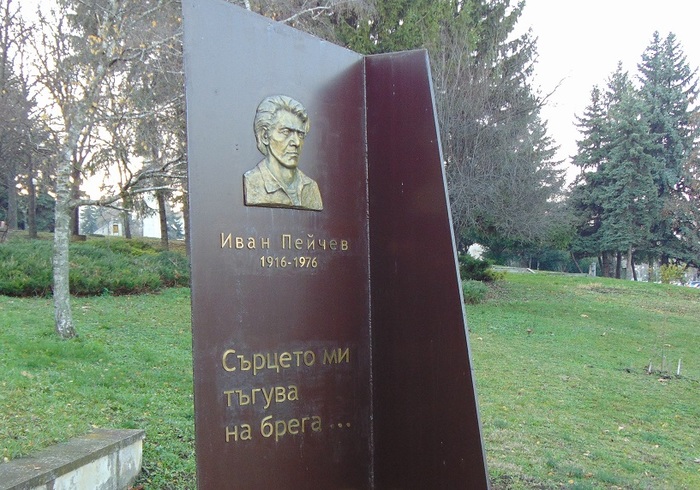 Иван Пейчев
1916-1976
Сърцето ми
тъгува
на брега ...